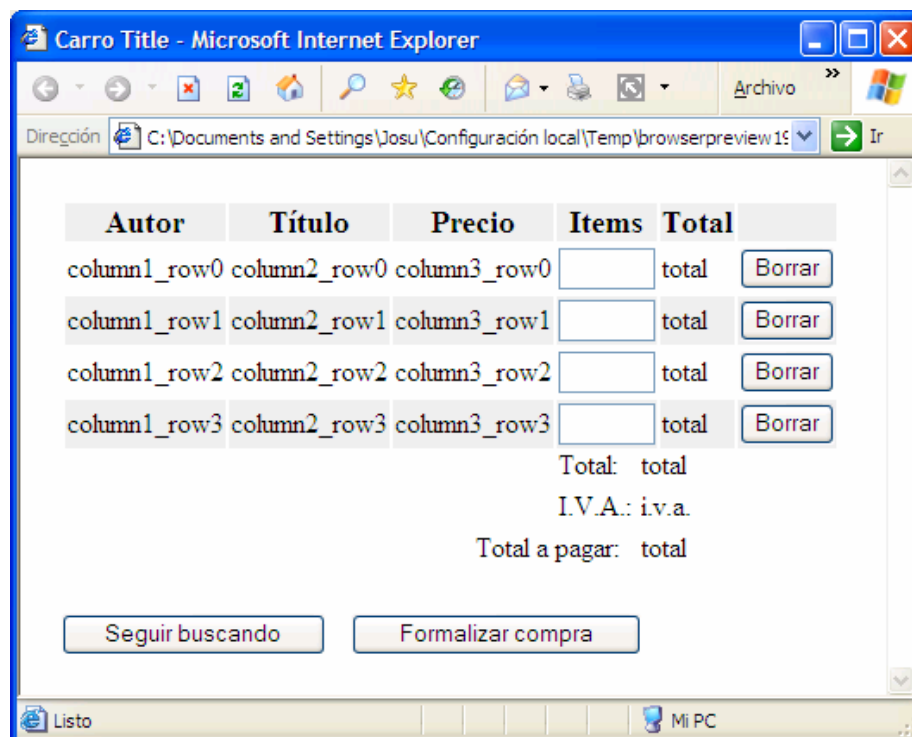 Carro Title - Microsoft Internet Explorer
Archivo
Dirección C:\Documents and Settings\Josu\Configuración local\Temp\browserpreview19 Ir
Autor Título Precio Items Total
column1_row0 column2_row0 column3_row0 total Borrar
column1_row1 column2_row1 column3_row1 total Borrar
column1_row2 column2_row2 column3_row2 total Borrar
column1_row3 column2_row3 column3_row3 total Borrar
Total: total
I.V.A.: i.v.a.
Total a pagar: total
Seguir buscando Formalizar compra
Listo Mi PC